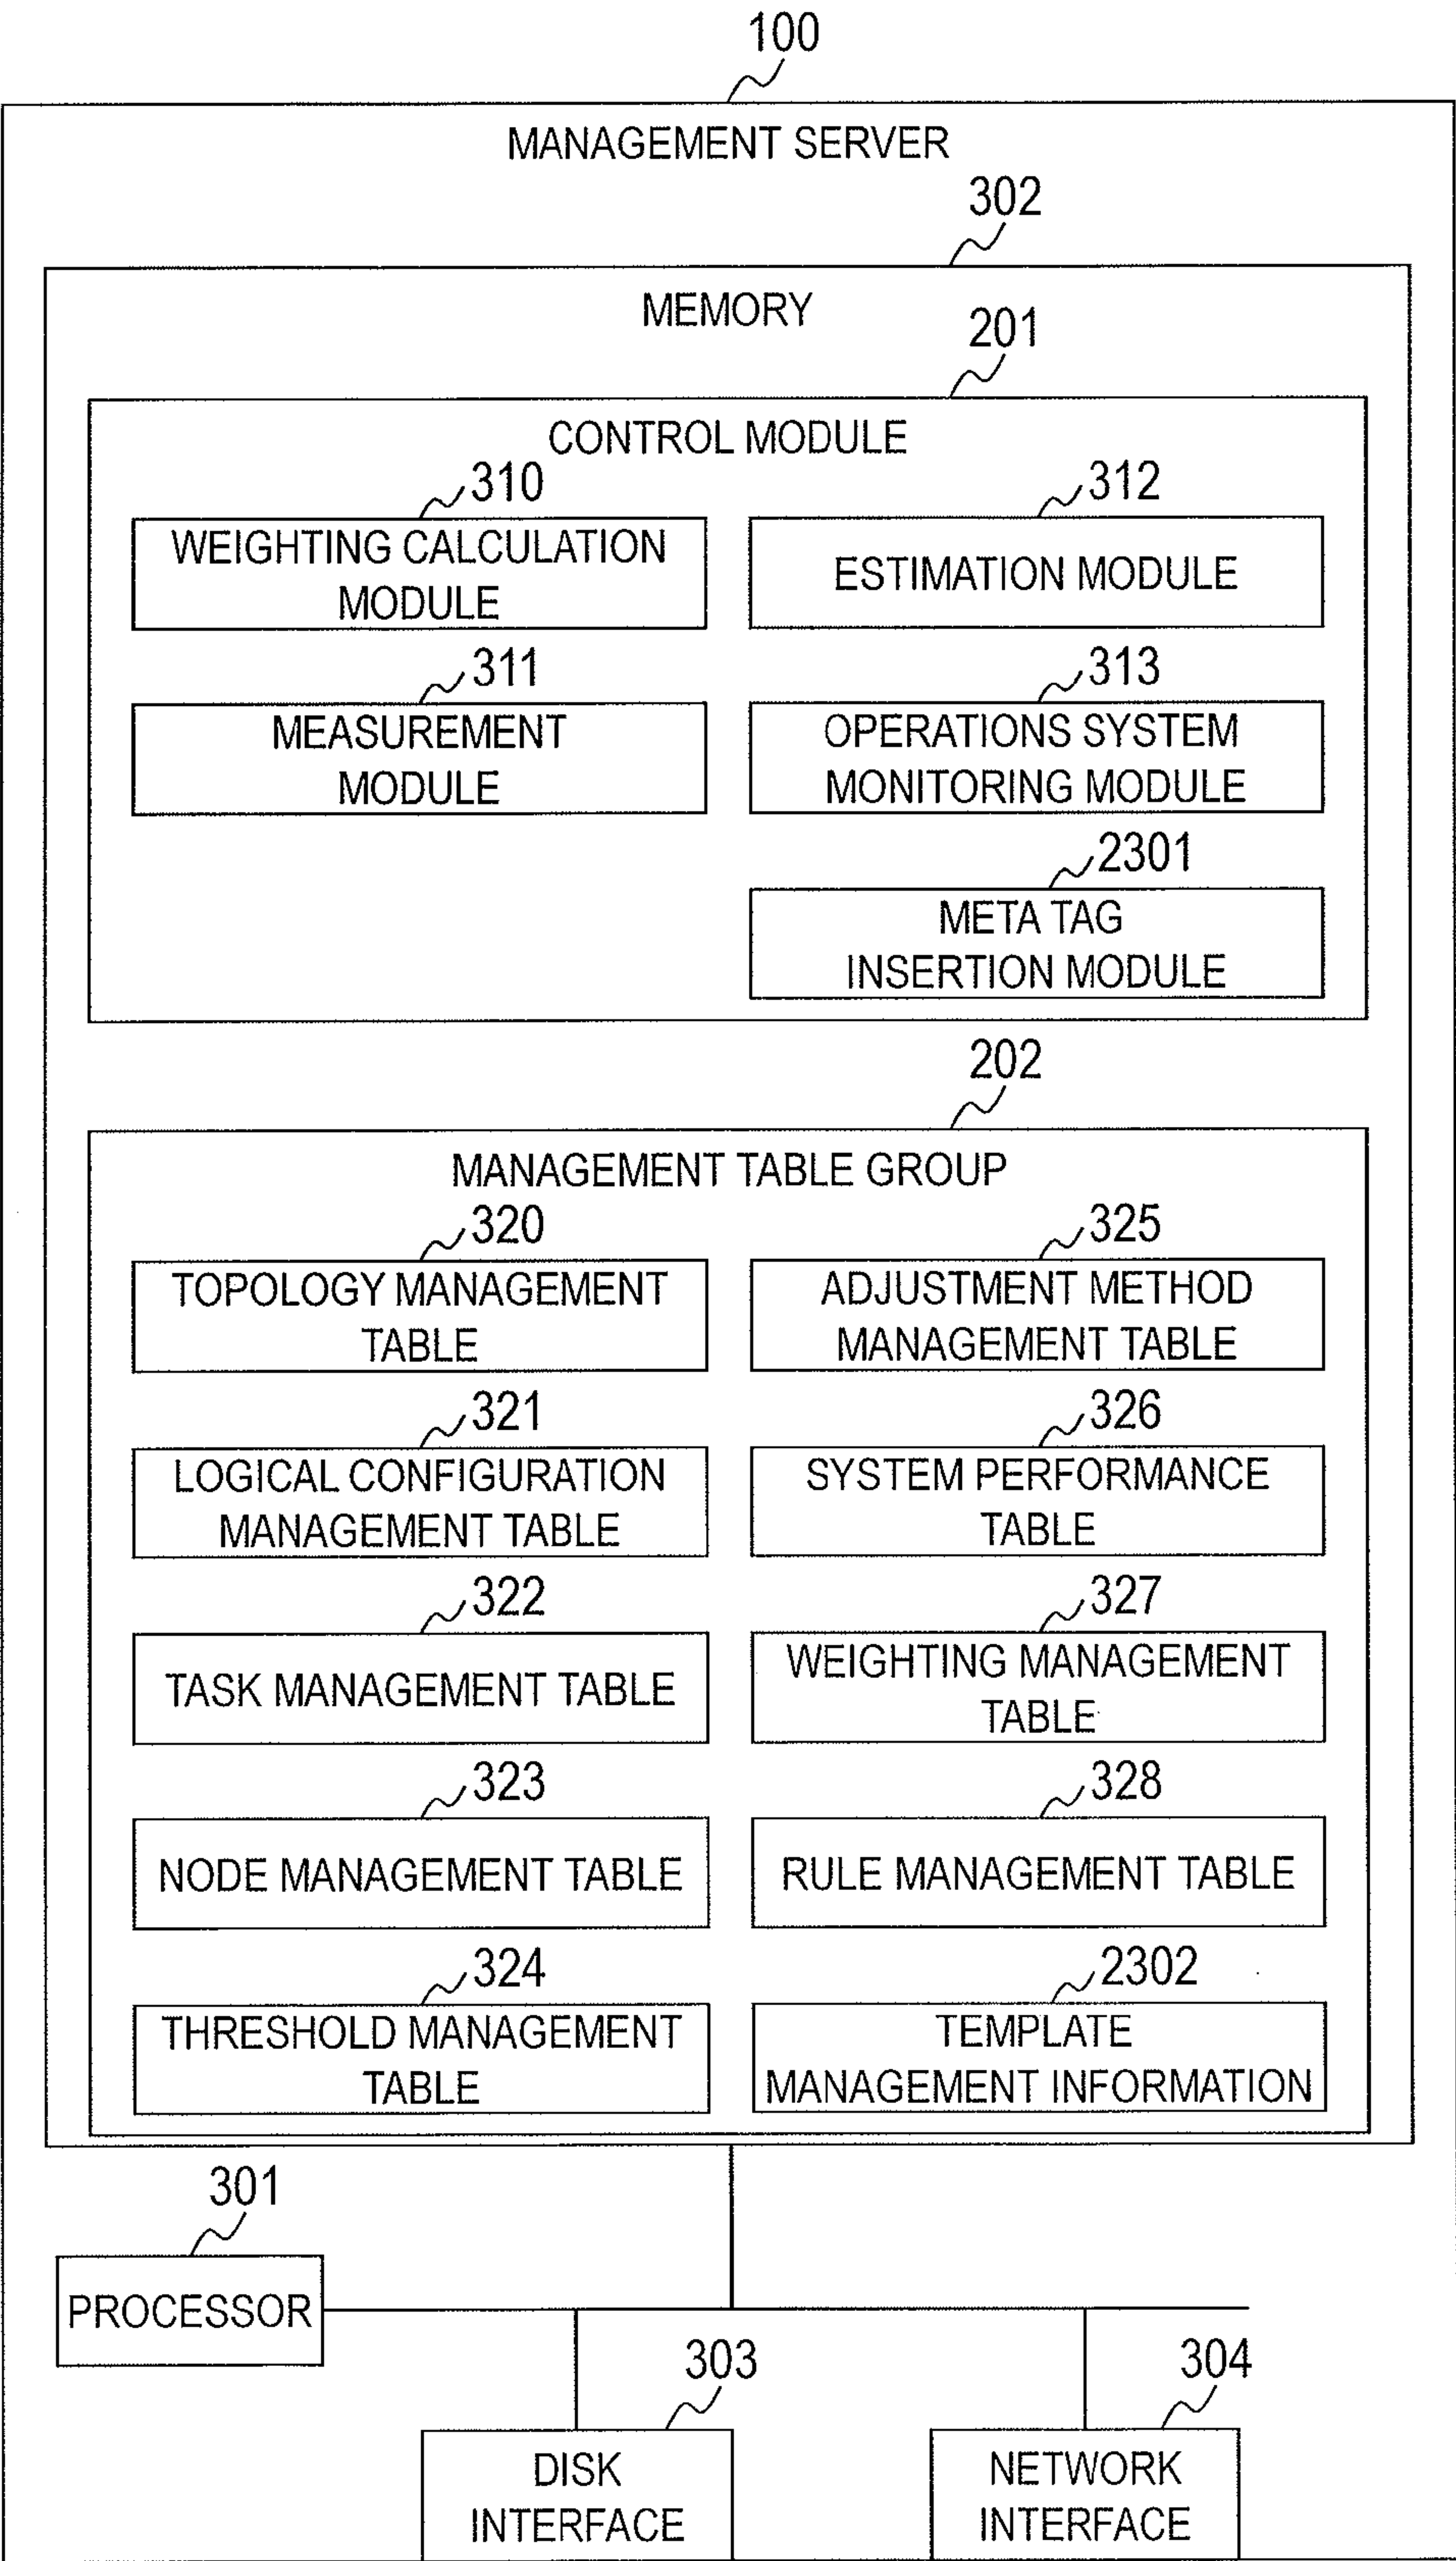 100
MANAGEMENT SERVER
302
MEMORY
201
CONTROL MODULE
310
WEIGHTING CALCULATION
MODULE
312
ESTIMATION MODULE
311
MEASUREMENT
MODULE
313
OPERATIONS SYSTEM
MONITORING MODULE
2301
META TAG
INSERTION MODULE
202
MANAGEMENT TABLE GROUP
320
TOPOLOGY MANAGEMENT
TABLE
325
ADJUSTMENT METHOD
MANAGEMENT TABLE
321
LOGICAL CONFIGURATION
MANAGEMENT TABLE
326
SYSTEM PERFORMANCE
TABLE
322
TASK MANAGEMENT TABLE
327
WEIGHTING MANAGEMENT
TABLE
323
NODE MANAGEMENT TABLE
328
RULE MANAGEMENT TABLE
324
THRESHOLD MANAGEMENT
TABLE
2302
TEMPLATE
MANAGEMENT INFORMATION
301
PROCESSOR
303
DISK
INTERFACE
304
NETWORK
INTERFACE